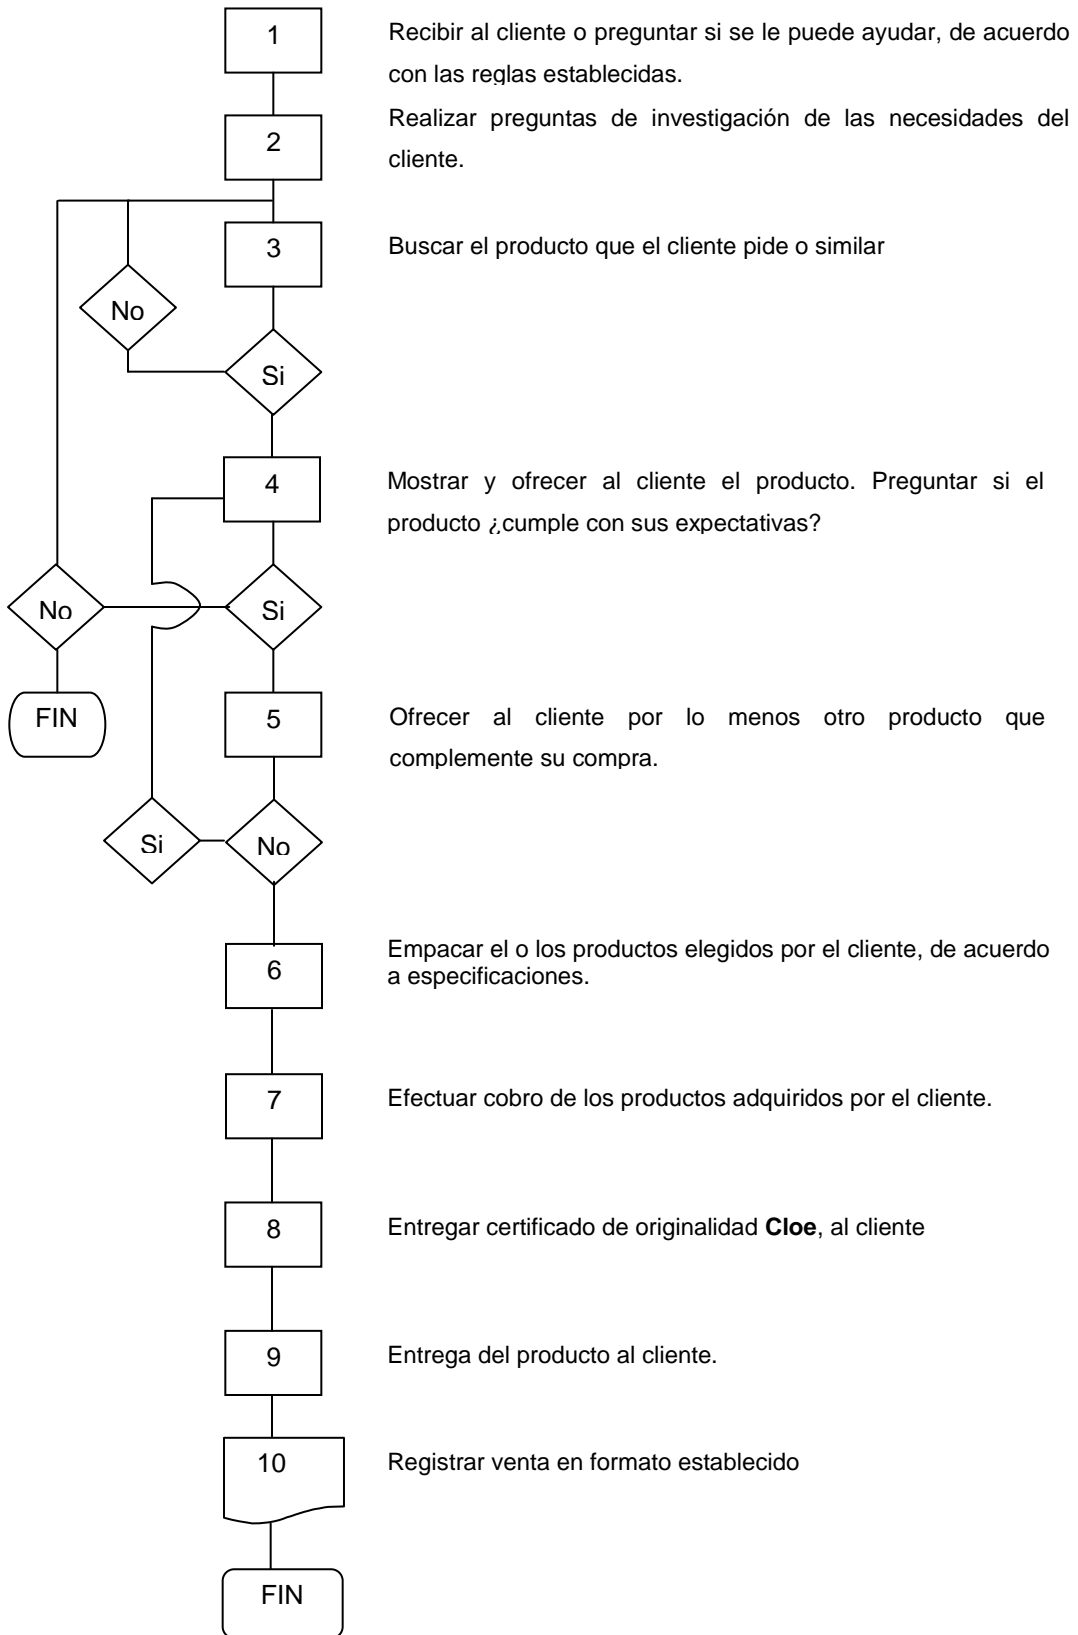 1
Recibir al cliente o preguntar si se le puede ayudar, de acuerdo
con las reglas establecidas.
2
Realizar preguntas de investigación de las necesidades del
cliente.
3
Buscar el producto que el cliente pide o similar
No
Si
4
Mostrar y ofrecer al cliente el producto. Preguntar si el
producto ¿cumple con sus expectativas?
No
Si
FIN
5
Ofrecer al cliente por lo menos otro producto que
complemente su compra.
Si
No
6
Empacar el o los productos elegidos por el cliente, de acuerdo
a especificaciones.
7
Efectuar cobro de los productos adquiridos por el cliente.
8
Entregar certificado de originalidad Cloe, al cliente
9
Entrega del producto al cliente.
10
Registrar venta en formato establecido
FIN